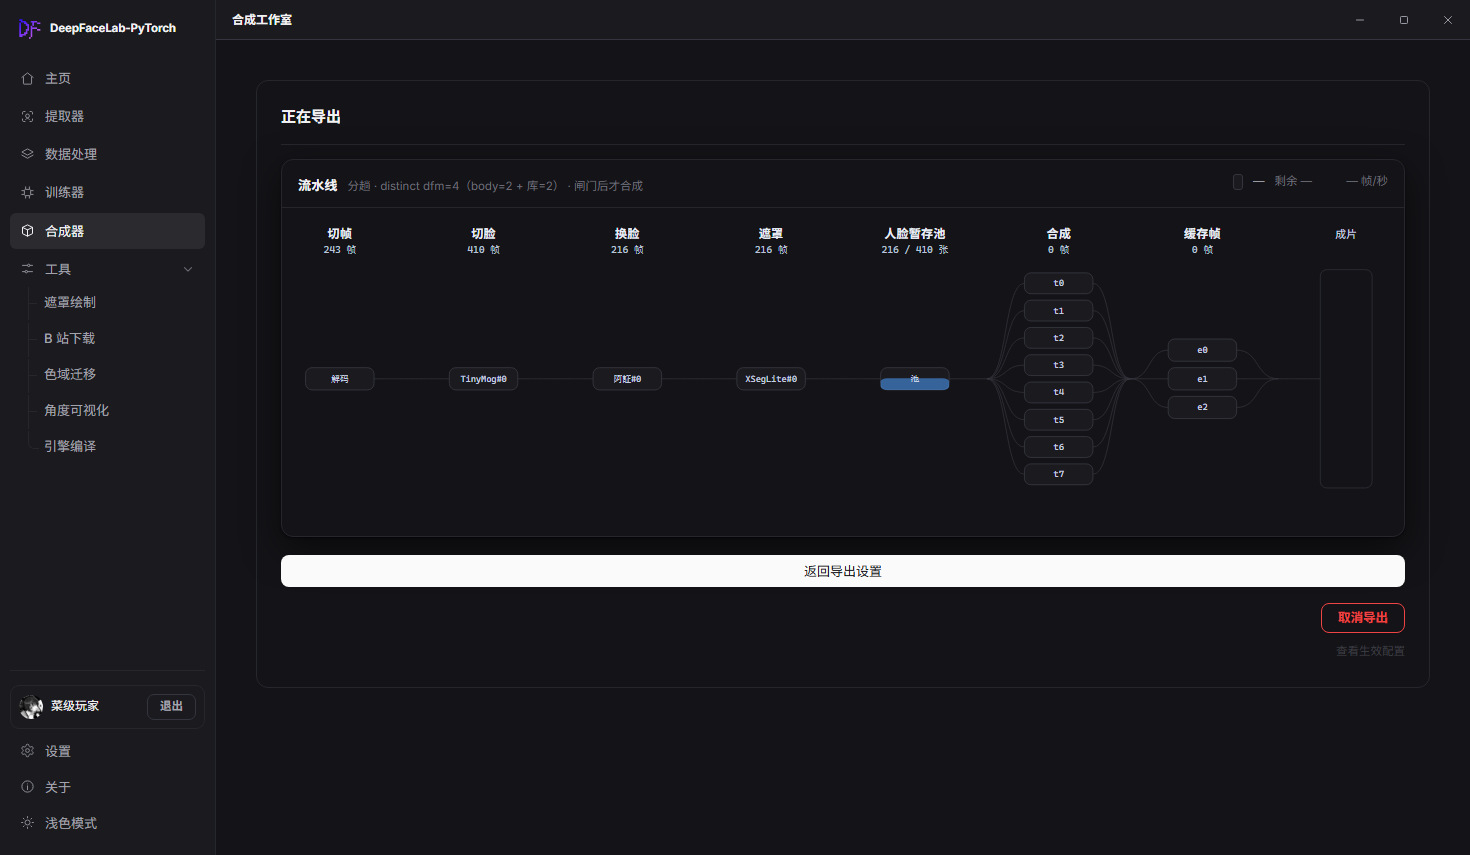 DeepFaceLab-PyTorch
合成工作室
主页
提取器
数据处理
训练器
合成器
工具
遮罩绘制
B 站下载
色域迁移
角度可视化
引擎编译
菜级玩家
退出
设置
关于
浅色模式
正在导出
流水线 分趟 · distinct dfm=4（body=2 + 库=2） · 闸门后才合成
— 剩余 — — 帧/秒
切帧 切脸 换脸 遮罩 人脸暂存池 合成 缓存帧 成片
243 帧 410 帧 216 帧 216 帧 216 / 410 张 0 帧 0 帧
t0
t1
t2
t3
t4
t5
t6
t7
e0
e1
e2
解码 TinyMog#0 XSegLite#0 池
返回导出设置
取消导出
查看生效配置